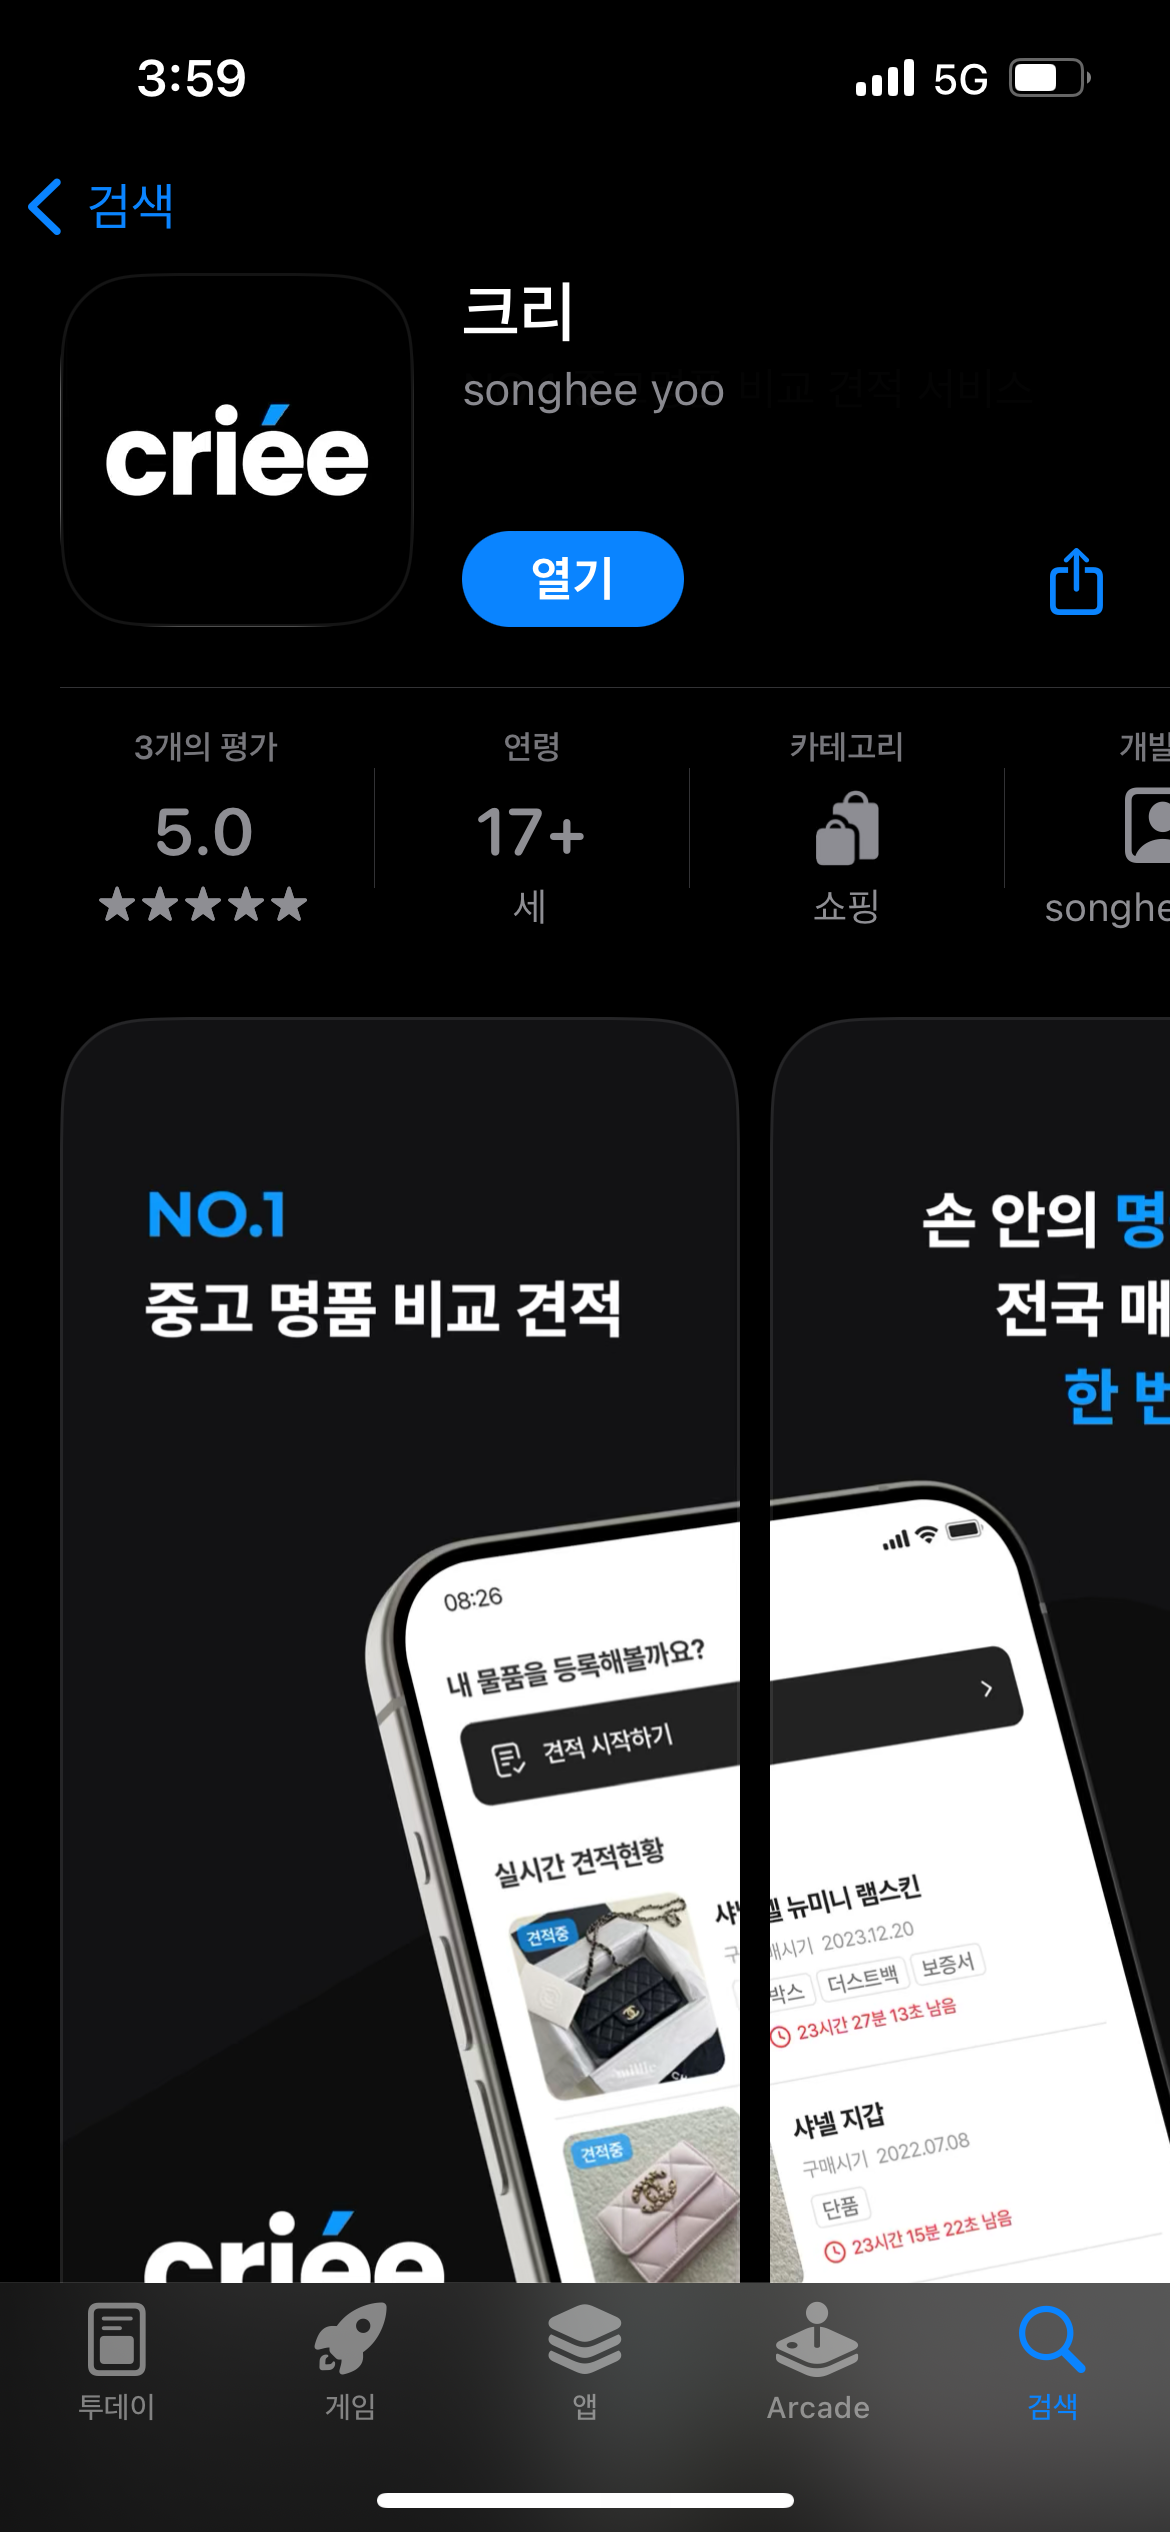 3:59
5G
검색
criée
크리
songhee yoo
비교 견적 서비스
열기
3개의 평가
5.0
연령
17+
세
카테고리
쇼핑
개발
songhe
NO.1
중고 명품 비교 견적
손 안의 명
전국 매
한 번
08:26
내 물품을 등록해볼까요?
견적 시작하기
실시간 견적현황
견적중
샤넬 뉴미니 램스킨
구매시기 2023.12.20
박스 더스트백 보증서
23시간 27분 13초 남음
견적중
샤넬 지갑
구매시기 2022.07.08
단품
23시간 15분 22초 남음
criée
투데이
게임
앱
Arcade
검색